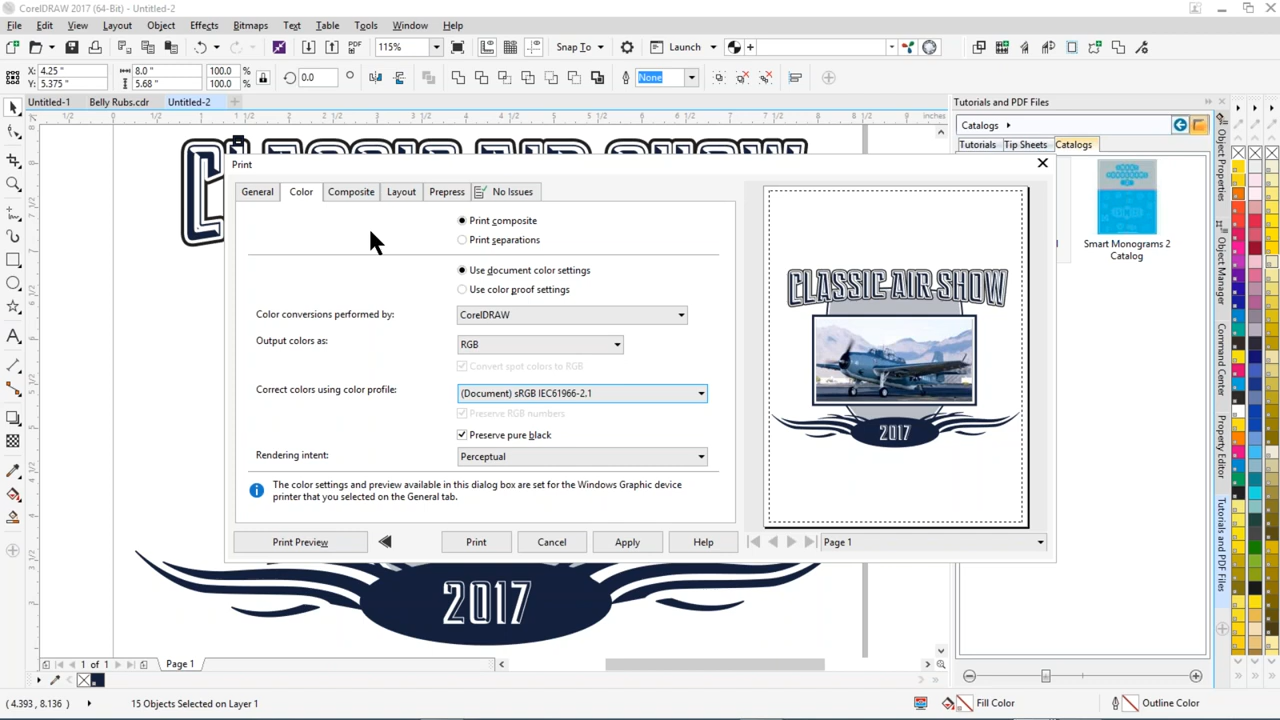 CorelDRAW 2017 (64-Bit) - Untitled-2
File Edit View Layout Object Effects Bitmaps Text Table Tools Window Help
115% Snap To Launch
X: 4.25 " 8.0 " 100.0 % 0.0 ° None
Y: 5.375 " 5.68 " 100.0 %
Untitled-1 Belly Rubs.cdr Untitled-2
Tutorials and PDF Files
inches
Catalogs
Tutorials Tip Sheets Catalogs
CLASSIC AIR SHOW
Print
General Color Composite Layout Prepress No Issues
Print composite
Print separations
Use document color settings
Use color proof settings
Color conversions performed by: CorelDRAW
Output colors as: RGB
Convert spot colors to RGB
Correct colors using color profile: (Document) sRGB IEC61966-2.1
Preserve RGB numbers
Preserve pure black
Rendering intent: Perceptual
The color settings and preview available in this dialog box are set for the Windows Graphic device
printer that you selected on the General tab.
Print Preview Print Cancel Apply Help Page 1
CLASSIC AIR SHOW
2017
Smart Monograms 2
Catalog
Object Properties
Object Manager
Command Center
Property Editor
Tutorials and PDF Files
2017
1 of 1 Page 1
(4.393, 8.136) 15 Objects Selected on Layer 1 Fill Color Outline Color